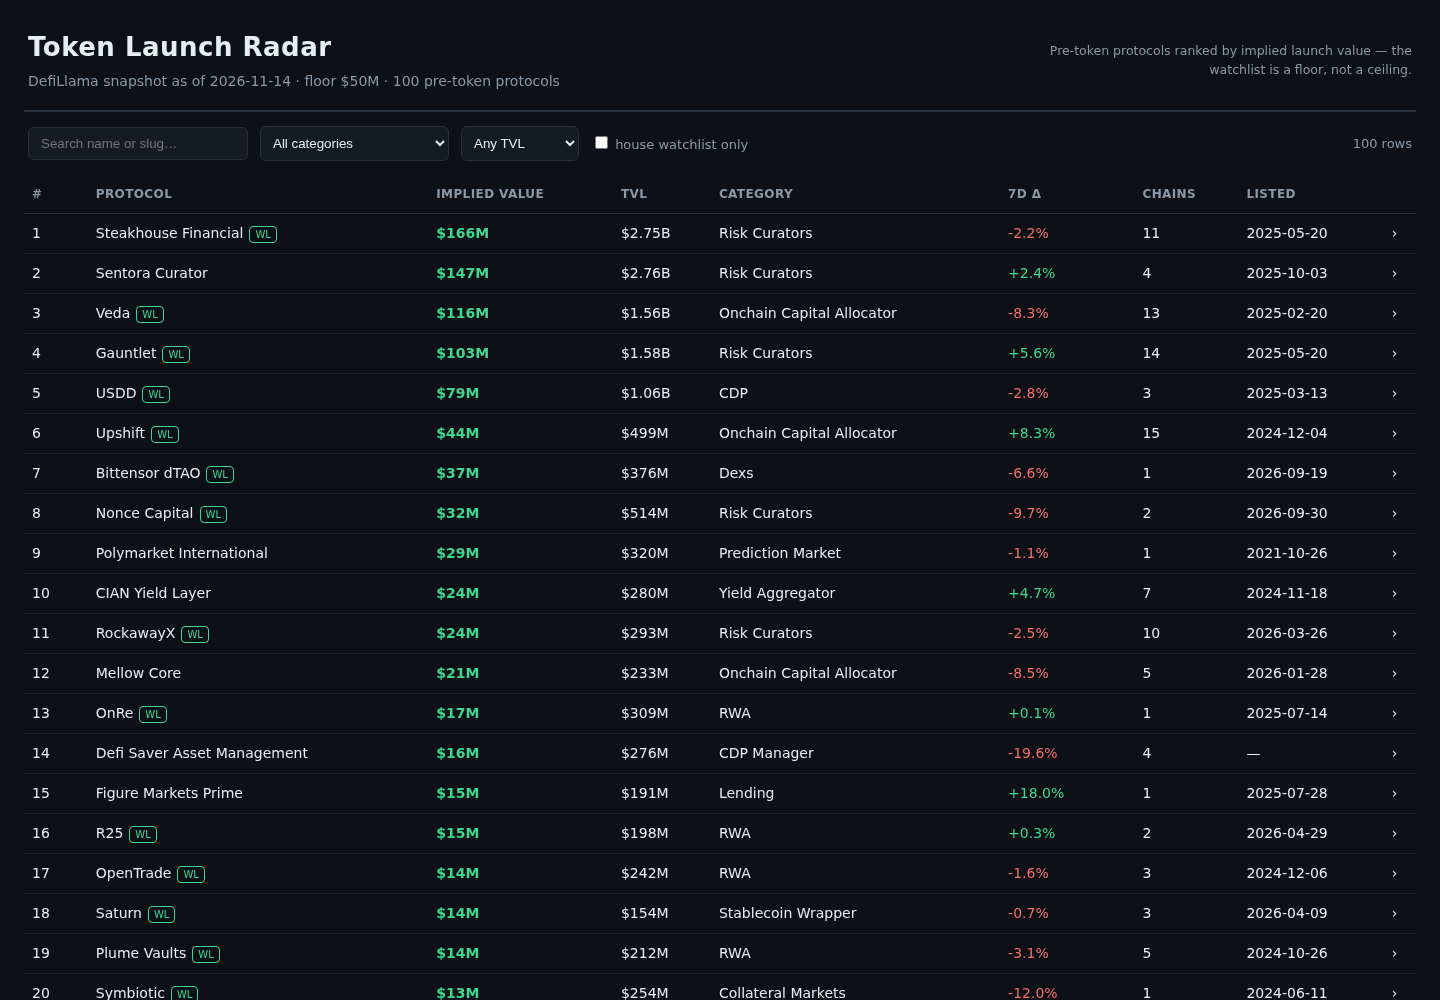 Token Launch Radar
DefiLlama snapshot as of 2026-11-14 · floor $50M · 100 pre-token protocols
Pre-token protocols ranked by implied launch value — the
watchlist is a floor, not a ceiling.
Search name or slug…
All categories
Any TVL
house watchlist only
100 rows
# PROTOCOL IMPLIED VALUE TVL CATEGORY 7D Δ CHAINS LISTED
1 Steakhouse Financial WL $166M $2.75B Risk Curators -2.2% 11 2025-05-20 ›
2 Sentora Curator $147M $2.76B Risk Curators +2.4% 4 2025-10-03 ›
3 Veda WL $116M $1.56B Onchain Capital Allocator -8.3% 13 2025-02-20 ›
4 Gauntlet WL $103M $1.58B Risk Curators +5.6% 14 2025-05-20 ›
5 USDD WL $79M $1.06B CDP -2.8% 3 2025-03-13 ›
6 Upshift WL $44M $499M Onchain Capital Allocator +8.3% 15 2024-12-04 ›
7 Bittensor dTAO WL $37M $376M Dexs -6.6% 1 2026-09-19 ›
8 Nonce Capital WL $32M $514M Risk Curators -9.7% 2 2026-09-30 ›
9 Polymarket International $29M $320M Prediction Market -1.1% 1 2021-10-26 ›
10 CIAN Yield Layer $24M $280M Yield Aggregator +4.7% 7 2024-11-18 ›
11 RockawayX WL $24M $293M Risk Curators -2.5% 10 2026-03-26 ›
12 Mellow Core $21M $233M Onchain Capital Allocator -8.5% 5 2026-01-28 ›
13 OnRe WL $17M $309M RWA +0.1% 1 2025-07-14 ›
14 Defi Saver Asset Management $16M $276M CDP Manager -19.6% 4 — ›
15 Figure Markets Prime $15M $191M Lending +18.0% 1 2025-07-28 ›
16 R25 WL $15M $198M RWA +0.3% 2 2026-04-29 ›
17 OpenTrade WL $14M $242M RWA -1.6% 3 2024-12-06 ›
18 Saturn WL $14M $154M Stablecoin Wrapper -0.7% 3 2026-04-09 ›
19 Plume Vaults WL $14M $212M RWA -3.1% 5 2024-10-26 ›
20 Symbiotic WL $13M $254M Collateral Markets -12.0% 1 2024-06-11 ›